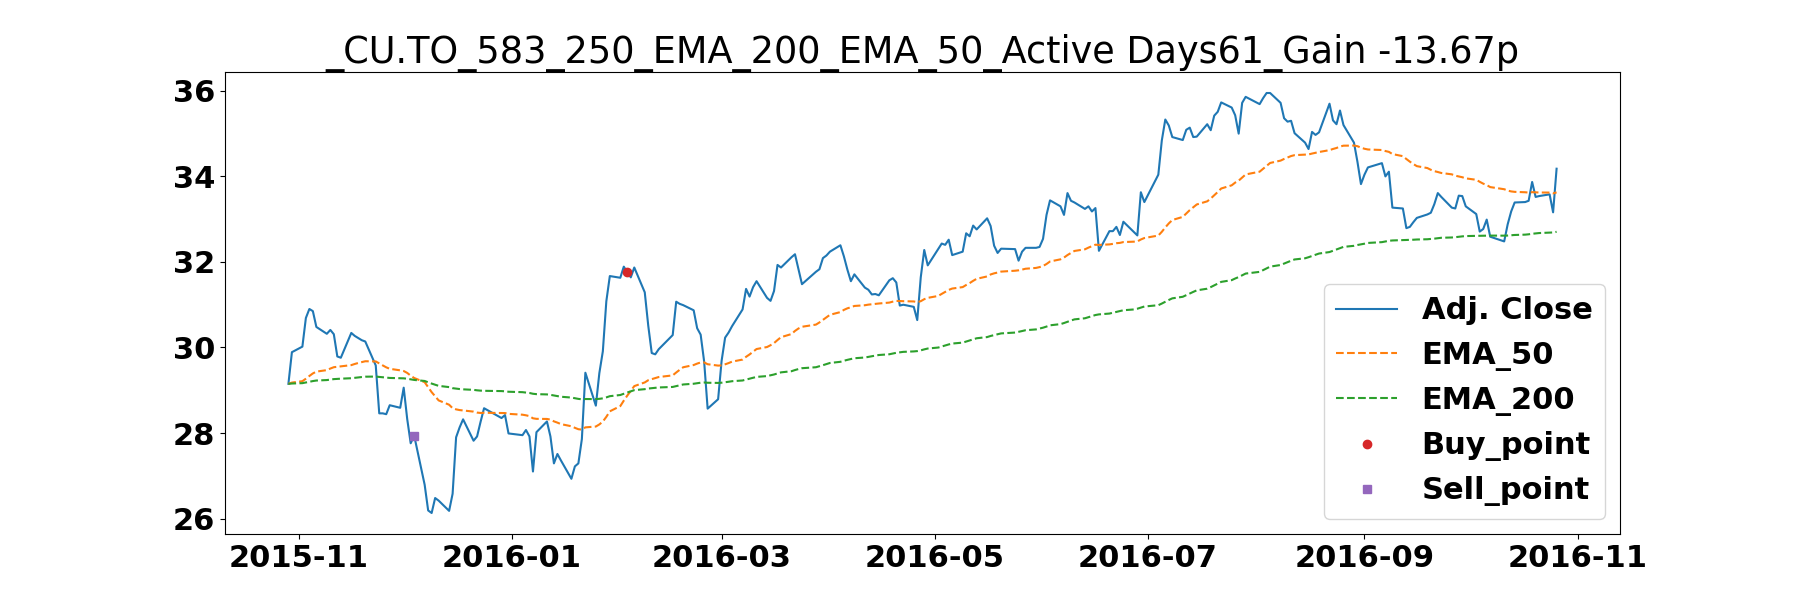 _CU.TO_583_250_EMA_200_EMA_50_Active Days61_Gain -13.67p
36
34
32
30
28
26
Adj. Close
EMA_50
EMA_200
Buy_point
Sell_point
2015-11 2016-01 2016-03 2016-05 2016-07 2016-09 2016-11